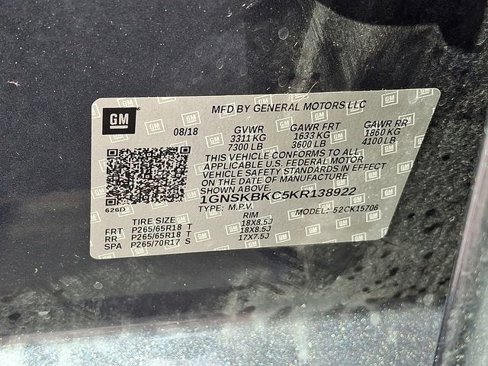 GM
MFD BY GENERAL MOTORS LLC
08/18 GVWR GAWR FRT GAWR RR
3311 KG 1633 KG 1860 KG
7300 LB 3600 LB 4100 LB
THIS VEHICLE CONFORMS TO ALL
APPLICABLE U.S. FEDERAL MOTOR
VEHICLE SAFETY STANDARDS IN EFFECT
ON THE DATE OF MANUFACTURE
SHOWN ABOVE.
1GNSKBKC5KR138922
626D TYPE: M.P.V. MODEL: 52CK15706
TIRE SIZE RIM
FRT P265/65R18 T 18X8.5J
RR P265/65R18 T 18X8.5J
SPA P265/70R17 S 17X7.5J